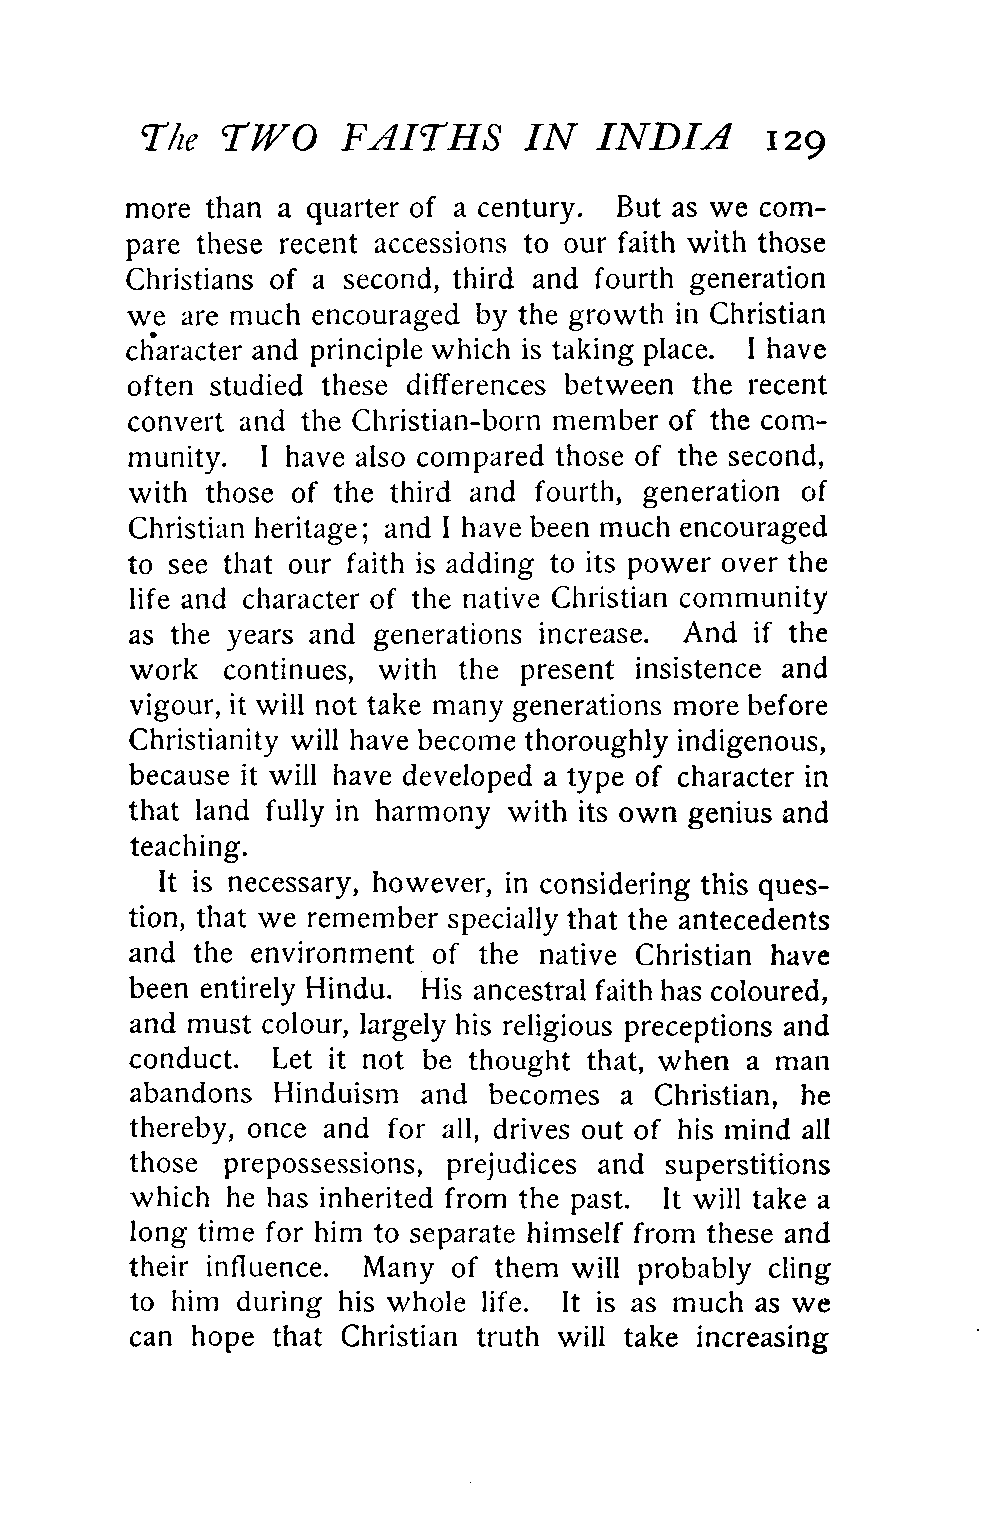 The TWO FAITHS IN INDIA 129
more than a quarter of a century. But as we com-
pare these recent accessions to our faith with those
Christians of a second, third and fourth generation
we are much encouraged by the growth in Christian
character and principle which is taking place. I have
often studied these differences between the recent
convert and the Christian-born member of the com-
munity. I have also compared those of the second,
with those of the third and fourth, generation of
Christian heritage; and I have been much encouraged
to see that our faith is adding to its power over the
life and character of the native Christian community
as the years and generations increase. And if the
work continues, with the present insistence and
vigour, it will not take many generations more before
Christianity will have become thoroughly indigenous,
because it will have developed a type of character in
that land fully in harmony with its own genius and
teaching.
It is necessary, however, in considering this ques-
tion, that we remember specially that the antecedents
and the environment of the native Christian have
been entirely Hindu. His ancestral faith has coloured,
and must colour, largely his religious preceptions and
conduct. Let it not be thought that, when a man
abandons Hinduism and becomes a Christian, he
thereby, once and for all, drives out of his mind all
those prepossessions, prejudices and superstitions
which he has inherited from the past. It will take a
long time for him to separate himself from these and
their influence. Many of them will probably cling
to him during his whole life. It is as much as we
can hope that Christian truth will take increasing